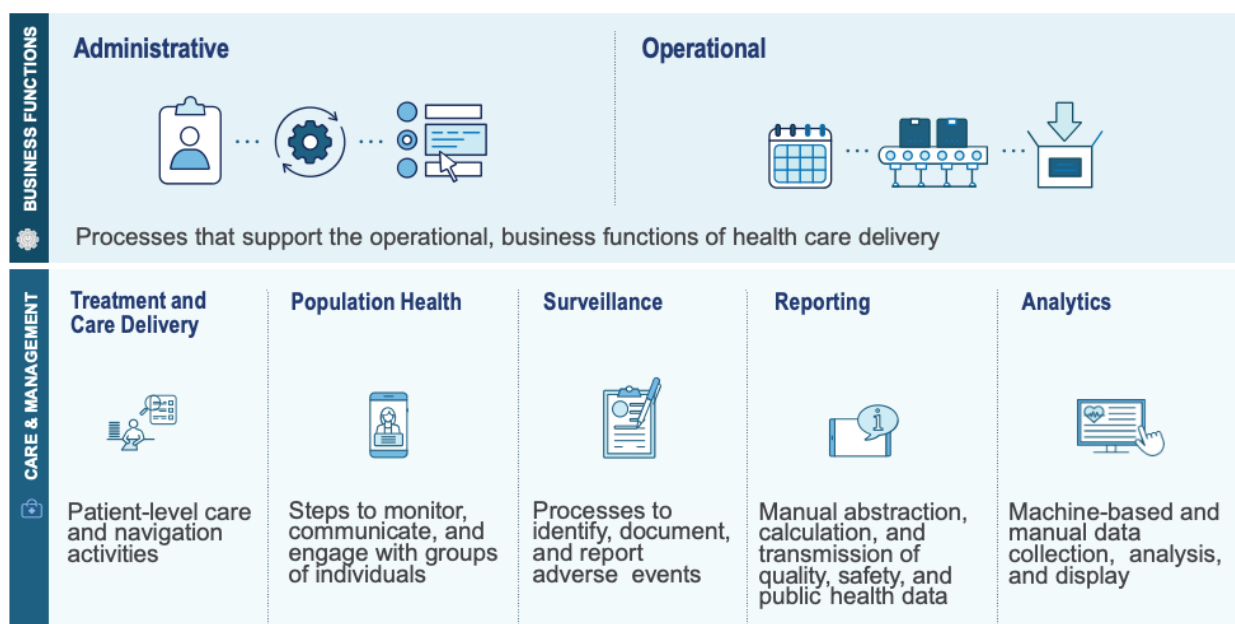 BUSINESS FUNCTIONS
Administrative
Operational
Processes that support the operational, business functions of health care delivery
CARE & MANAGEMENT
Treatment and
Care Delivery
Patient-level care
and navigation
activities
Population Health
Steps to monitor,
communicate, and
engage with groups
of individuals
Surveillance
Processes to
identify, document,
and report
adverse events
Reporting
Manual abstraction,
calculation, and
transmission of
quality, safety, and
public health data
Analytics
Machine-based and
manual data
collection, analysis,
and display